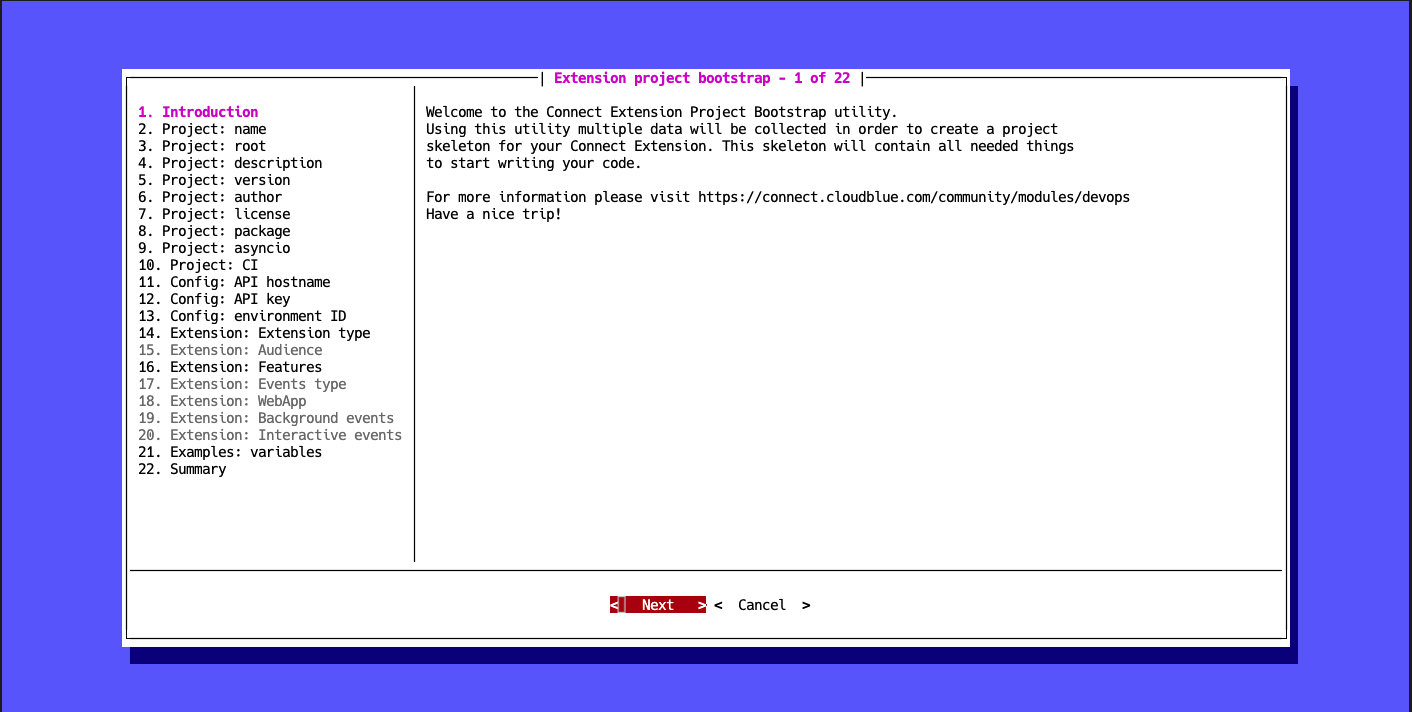 | Extension project bootstrap - 1 of 22 |
1. Introduction
2. Project: name
3. Project: root
4. Project: description
5. Project: version
6. Project: author
7. Project: license
8. Project: package
9. Project: asyncio
10. Project: CI
11. Config: API hostname
12. Config: API key
13. Config: environment ID
14. Extension: Extension type
15. Extension: Audience
16. Extension: Features
17. Extension: Events type
18. Extension: WebApp
19. Extension: Background events
20. Extension: Interactive events
21. Examples: variables
22. Summary
Welcome to the Connect Extension Project Bootstrap utility.
Using this utility multiple data will be collected in order to create a project
skeleton for your Connect Extension. This skeleton will contain all needed things
to start writing your code.
For more information please visit https://connect.cloudblue.com/community/modules/devops
Have a nice trip!
< Next > < Cancel >